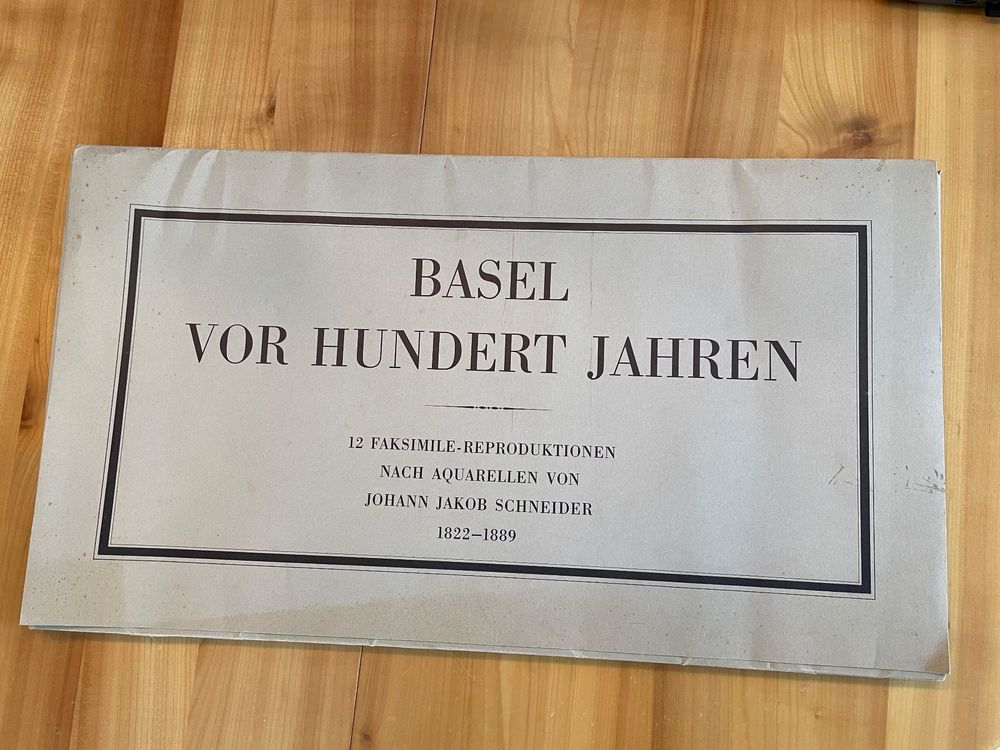 BASEL
VOR HUNDERT JAHREN
12 FAKSIMILE-REPRODUKTIONEN
NACH AQUARELLEN VON
JOHANN JAKOB SCHNEIDER
1822–1889